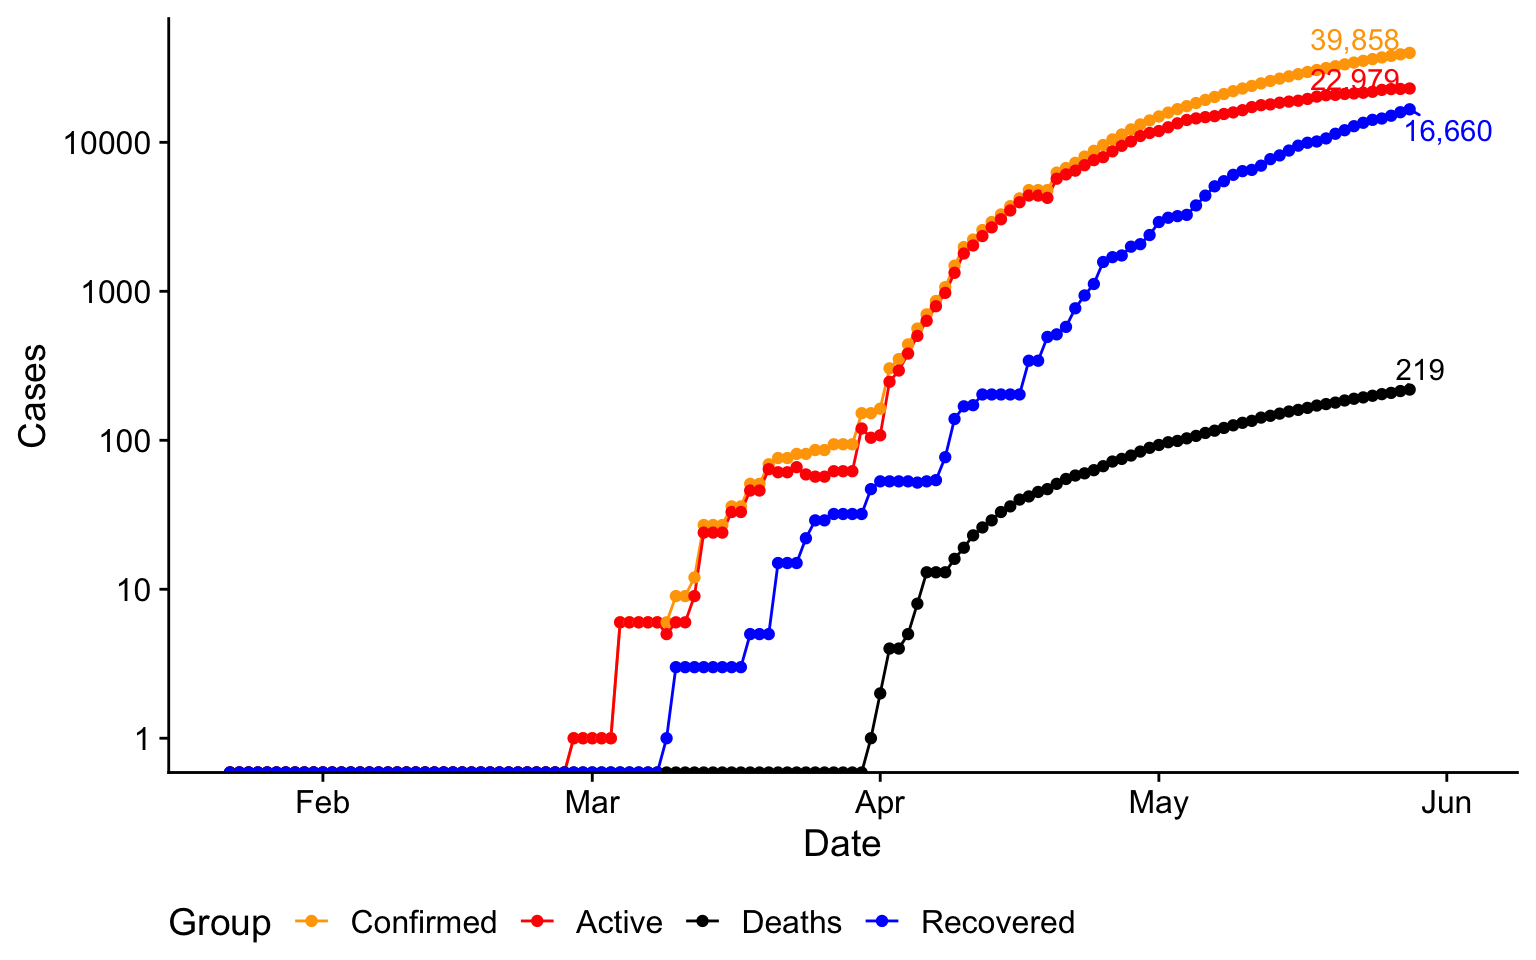 39,858
22,979
16,660
219
10000
1000
100
10
1
Cases
Feb Mar Apr May Jun
Date
Group Confirmed Active Deaths Recovered